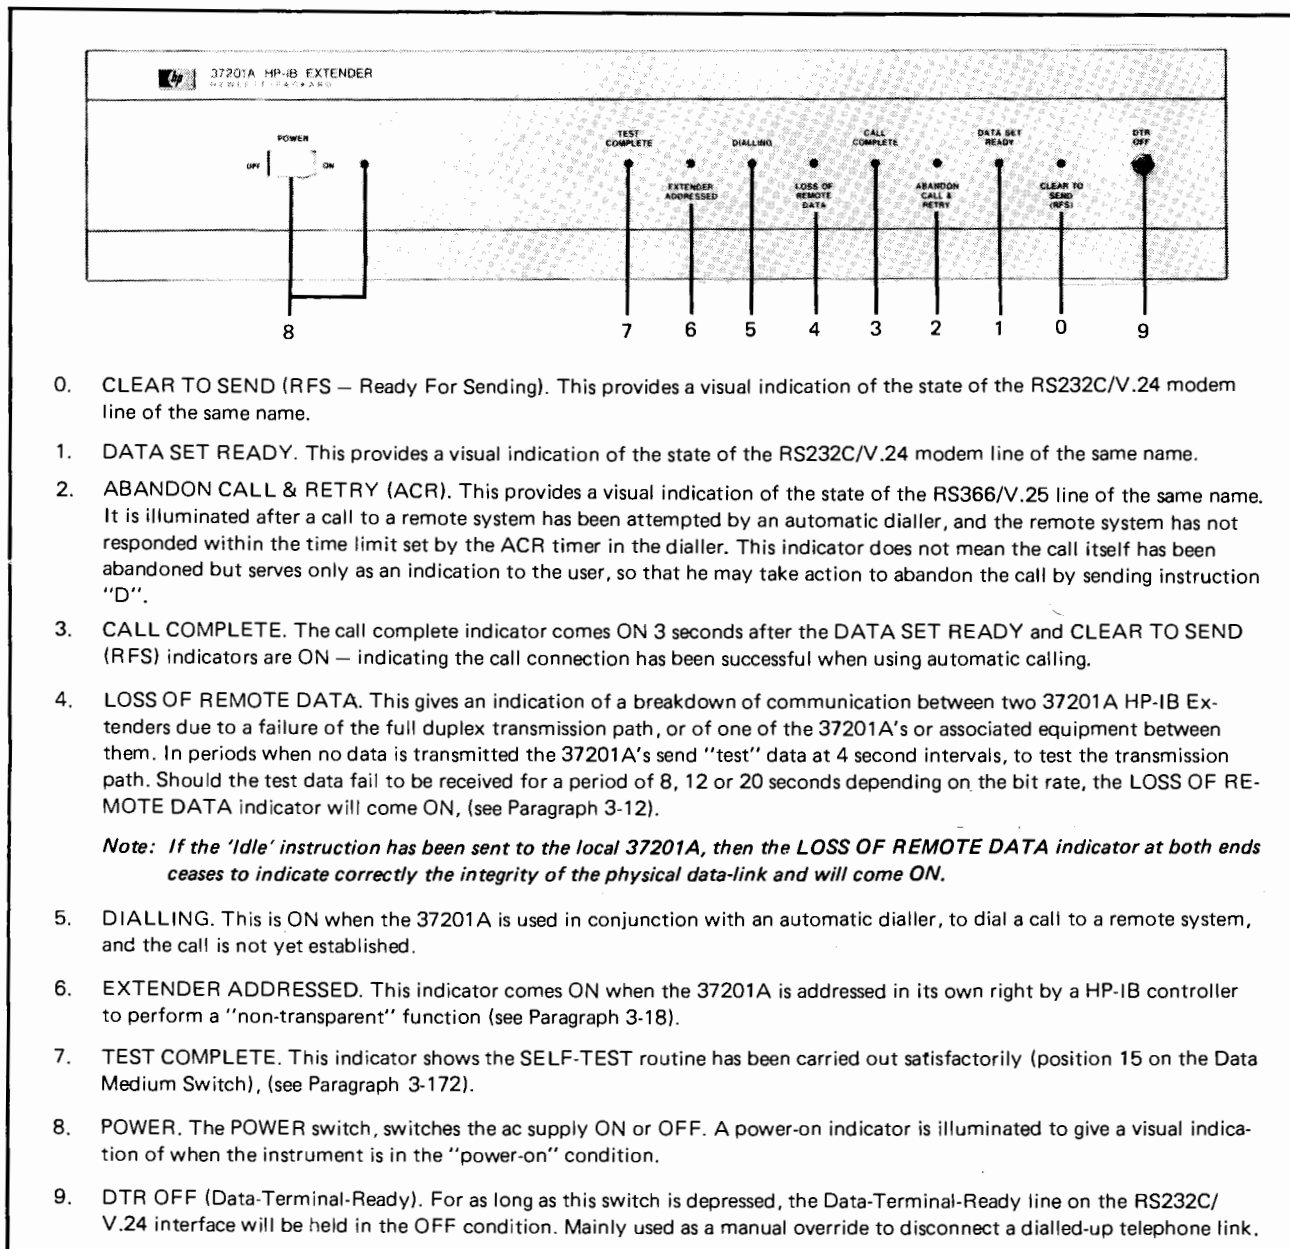 hp 37201A HP-IB EXTENDER
HEWLETT-PACKARD
POWER
OFF ON
TEST
COMPLETE
EXTENDER
ADDRESSED
DIALLING
LOSS OF
REMOTE
DATA
CALL
COMPLETE
ABANDON
CALL &
RETRY
DATA SET
READY
CLEAR TO
SEND
(RFS)
DTR
OFF
8 7 6 5 4 3 2 1 0 9
0. CLEAR TO SEND (RFS — Ready For Sending). This provides a visual indication of the state of the RS232C/V.24 modem
line of the same name.
1. DATA SET READY. This provides a visual indication of the state of the RS232C/V.24 modem line of the same name.
2. ABANDON CALL & RETRY (ACR). This provides a visual indication of the state of the RS366/V.25 line of the same name.
It is illuminated after a call to a remote system has been attempted by an automatic dialler, and the remote system has not
responded within the time limit set by the ACR timer in the dialler. This indicator does not mean the call itself has been
abandoned but serves only as an indication to the user, so that he may take action to abandon the call by sending instruction
"D".
3. CALL COMPLETE. The call complete indicator comes ON 3 seconds after the DATA SET READY and CLEAR TO SEND
(RFS) indicators are ON — indicating the call connection has been successful when using automatic calling.
4. LOSS OF REMOTE DATA. This gives an indication of a breakdown of communication between two 37201A HP-IB Ex-
tenders due to a failure of the full duplex transmission path, or of one of the 37201A's or associated equipment between
them. In periods when no data is transmitted the 37201A's send "test" data at 4 second intervals, to test the transmission
path. Should the test data fail to be received for a period of 8, 12 or 20 seconds depending on the bit rate, the LOSS OF RE-
MOTE DATA indicator will come ON, (see Paragraph 3-12).
Note: If the 'Idle' instruction has been sent to the local 37201A, then the LOSS OF REMOTE DATA indicator at both ends
ceases to indicate correctly the integrity of the physical data-link and will come ON.
5. DIALLING. This is ON when the 37201A is used in conjunction with an automatic dialler, to dial a call to a remote system,
and the call is not yet established.
6. EXTENDER ADDRESSED. This indicator comes ON when the 37201A is addressed in its own right by a HP-IB controller
to perform a "non-transparent" function (see Paragraph 3-18).
7. TEST COMPLETE. This indicator shows the SELF-TEST routine has been carried out satisfactorily (position 15 on the Data
Medium Switch), (see Paragraph 3-172).
8. POWER. The POWER switch, switches the ac supply ON or OFF. A power-on indicator is illuminated to give a visual indica-
tion of when the instrument is in the "power-on" condition.
9. DTR OFF (Data-Terminal-Ready). For as long as this switch is depressed, the Data-Terminal-Ready line on the RS232C/
V.24 interface will be held in the OFF condition. Mainly used as a manual override to disconnect a dialled-up telephone link.